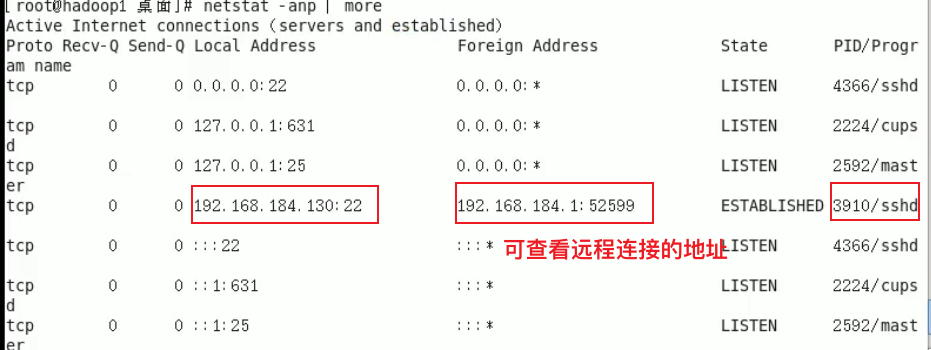 [root@hadoop1 桌面]# netstat -anp | more
Active Internet connections (servers and established)
Proto Recv-Q Send-Q Local Address Foreign Address State PID/Progr
am name
tcp 0 0 0.0.0.0:22 0.0.0.0:* LISTEN 4366/sshd
tcp 0 0 127.0.0.1:631 0.0.0.0:* LISTEN 2224/cups
d
tcp 0 0 127.0.0.1:25 0.0.0.0:* LISTEN 2592/mast
er
tcp 0 0 192.168.184.130:22 192.168.184.1:52599 ESTABLISHED 3910/sshd
tcp 0 0 :::22 :::* LISTEN 4366/sshd
可查看远程连接的地址
tcp 0 0 ::1:631 :::* LISTEN 2224/cups
d
tcp 0 0 ::1:25 :::* LISTEN 2592/mast
er